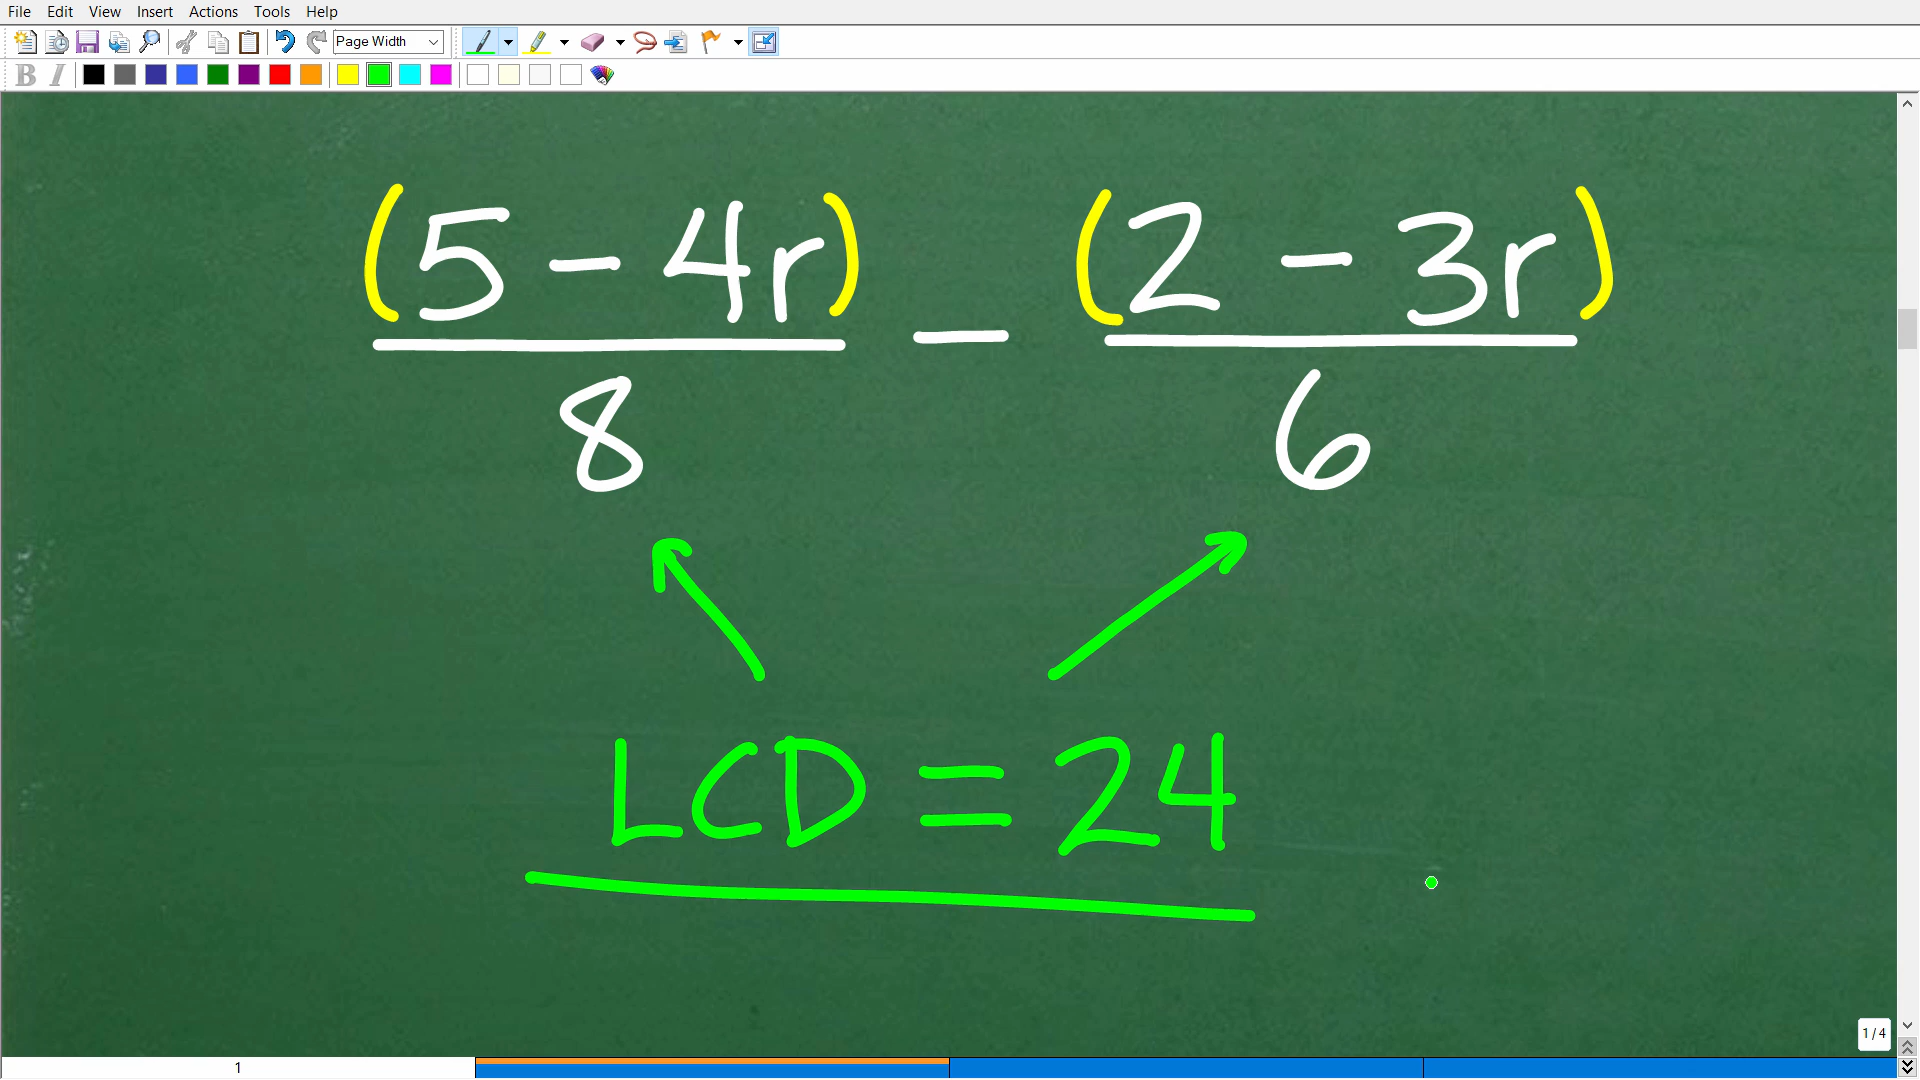 File Edit View Insert Actions Tools Help
Page Width
B I
(5 - 4r) (2 - 3r)
—
8 6
LCD = 24
1 / 4
1